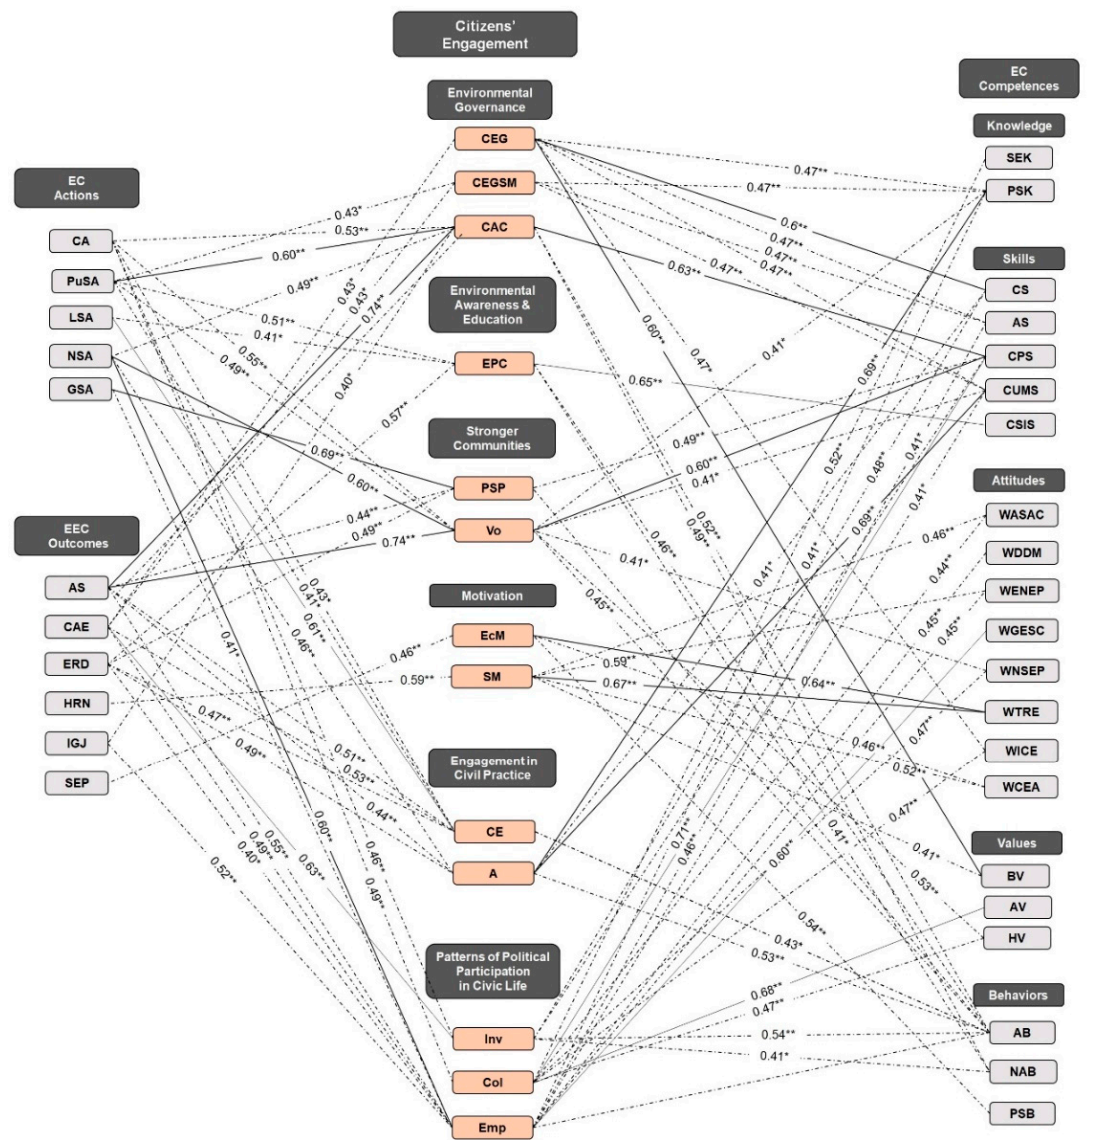 Citizens'
Engagement
EC
Actions
CA
PuSA
LSA
NSA
GSA
EEC
Outcomes
AS
CAE
ERD
HRN
IGJ
SEP
Environmental
Governance
CEG
CEGSM
CAC
Environmental
Awareness &
Education
EPC
Stronger
Communities
PSP
Vo
Motivation
EcM
SM
Engagement in
Civil Practice
CE
A
Patterns of Political
Participation
in Civic Life
Inv
Col
Emp
EC
Competences
Knowledge
SEK
PSK
Skills
CS
AS
CPS
CUMS
CSIS
Attitudes
WASAC
WDDM
WENEP
WGESC
WNSEP
WTRE
WICE
WCEA
Values
BV
AV
HV
Behaviors
AB
NAB
PSB
0.43*
0.53**
0.60**
0.49**
0.51**
0.41*
0.55**
0.49**
0.43*
0.43*
0.74**
0.40*
0.57**
0.69**
0.60**
0.44**
0.49**
0.74**
0.43*
0.41*
0.61**
0.46**
0.41*
0.46**
0.59**
0.47**
0.49**
0.51**
0.53**
0.44**
0.60**
0.55**
0.49**
0.40*
0.52**
0.63**
0.46**
0.49**
0.47**
0.47**
0.6**
0.47**
0.47**
0.47**
0.47**
0.63**
0.60**
0.47*
0.41*
0.69**
0.65**
0.49**
0.60**
0.41*
0.52*
0.48**
0.41*
0.41*
0.69**
0.52**
0.49**
0.46**
0.41*
0.41*
0.41*
0.45**
0.46**
0.44**
0.45**
0.45**
0.59**
0.67**
0.64**
0.46**
0.52**
0.47**
0.47**
0.71**
0.46**
0.60**
0.41*
0.41*
0.53**
0.54**
0.43*
0.53**
0.68**
0.47**
0.54**
0.41*